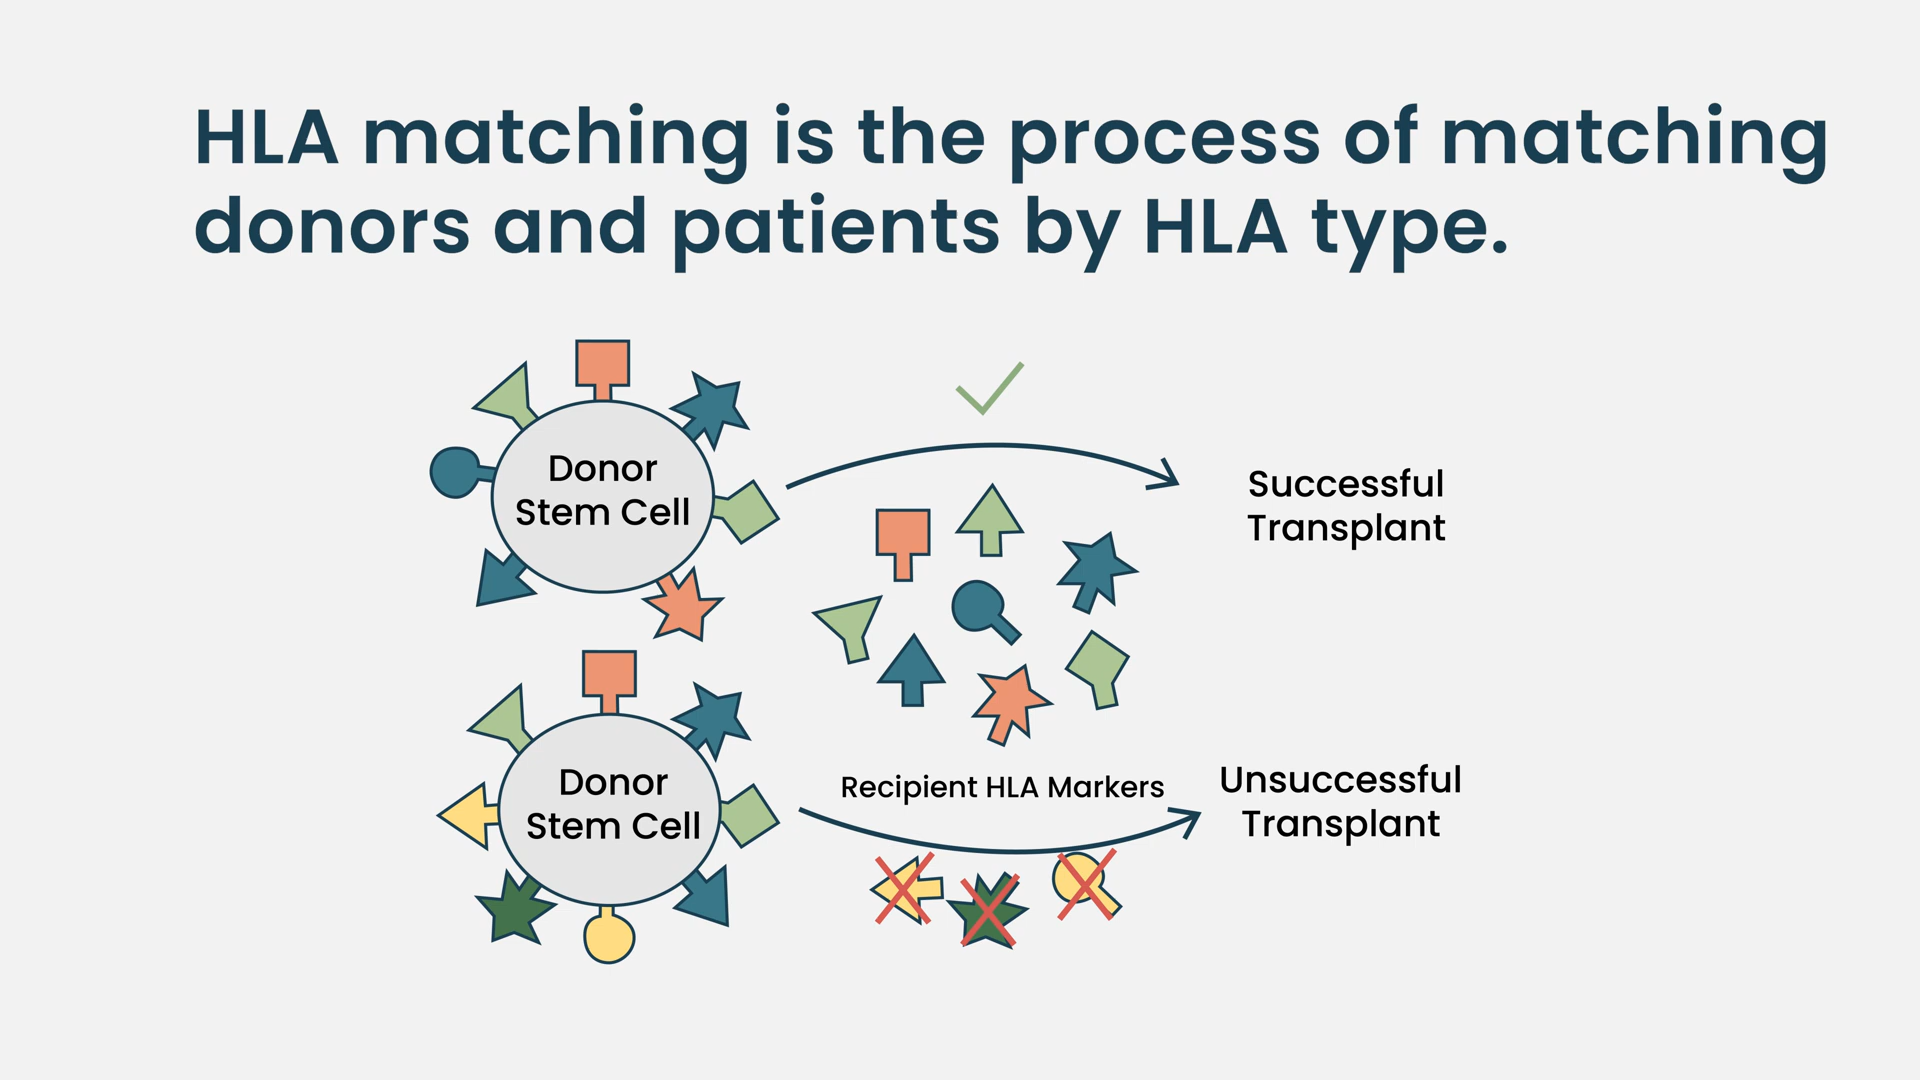 HLA matching is the process of matching
donors and patients by HLA type.
Donor
Stem Cell
Successful
Transplant
Donor
Stem Cell
Recipient HLA Markers
Unsuccessful
Transplant